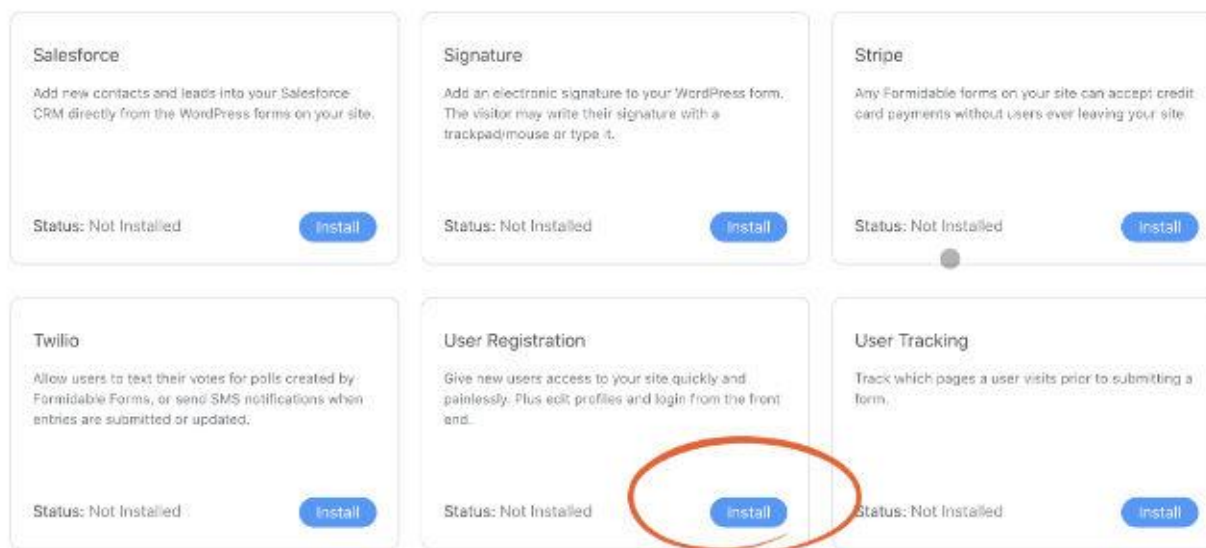 Salesforce
Add new contacts and leads into your Salesforce
CRM directly from the WordPress forms on your site.
Status: Not Installed
Install
Signature
Add an electronic signature to your WordPress form.
The visitor may write their signature with a
trackpad/mouse or type it.
Status: Not Installed
Install
Stripe
Any Formidable forms on your site can accept credit
card payments without users ever leaving your site
Status: Not Installed
Install
Twilio
Allow users to text their votes for polls created by
Formidable Forms, or send SMS notifications when
entries are submitted or updated.
Status: Not Installed
Install
User Registration
Give new users access to your site quickly and
painlessly. Plus edit profiles and login from the front
end.
Status: Not Installed
Install
User Tracking
Track which pages a user visits prior to submitting a
form.
Status: Not Installed
Install